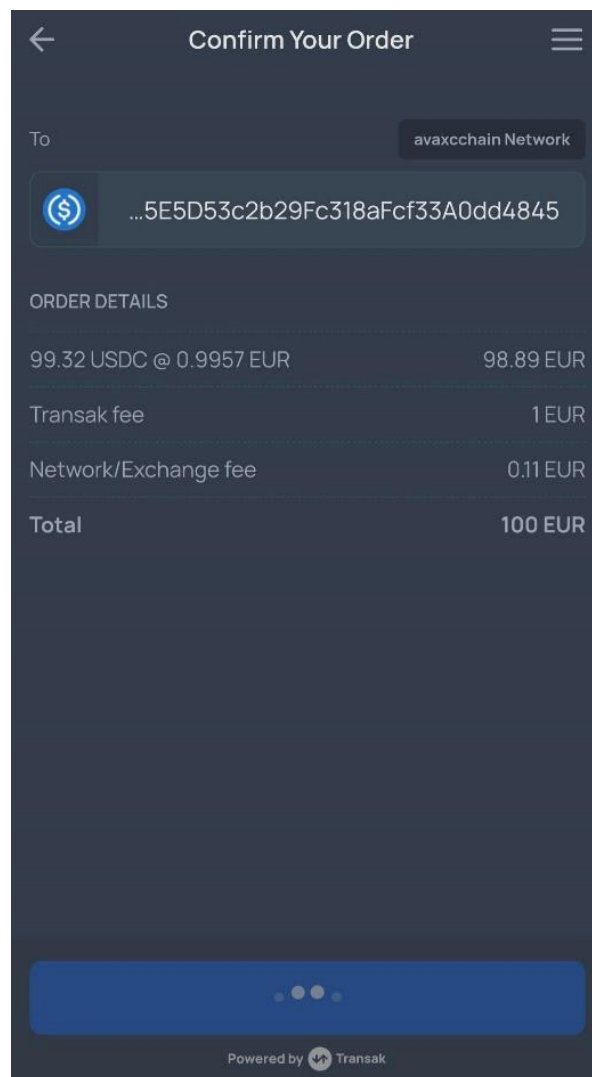 Confirm Your Order
To
avaxcchain Network
...5E5D53c2b29Fc318aFcf33A0dd4845
ORDER DETAILS
99.32 USDC @ 0.9957 EUR 98.89 EUR
Transak fee 1 EUR
Network/Exchange fee 0.11 EUR
Total 100 EUR
Powered by Transak